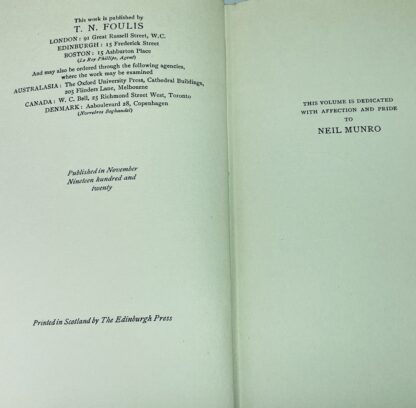 This work is published by
T. N. FOULIS
LONDON: 91 Great Russell Street, W.C.
EDINBURGH: 15 Frederick Street
BOSTON: 15 Ashburton Place
(Le Roy Phillips, Agent)
And may also be ordered through the following agencies,
where the work may be examined
AUSTRALASIA: The Oxford University Press, Cathedral Buildings,
205 Flinders Lane, Melbourne
CANADA: W. C. Bell, 25 Richmond Street West, Toronto
DENMARK: Aaboulevard 28, Copenhagen
(Nörrebros Boghandel)
Published in November
Nineteen hundred and
twenty
Printed in Scotland by The Edinburgh Press
THIS VOLUME IS DEDICATED
WITH AFFECTION AND PRIDE
TO
NEIL MUNRO